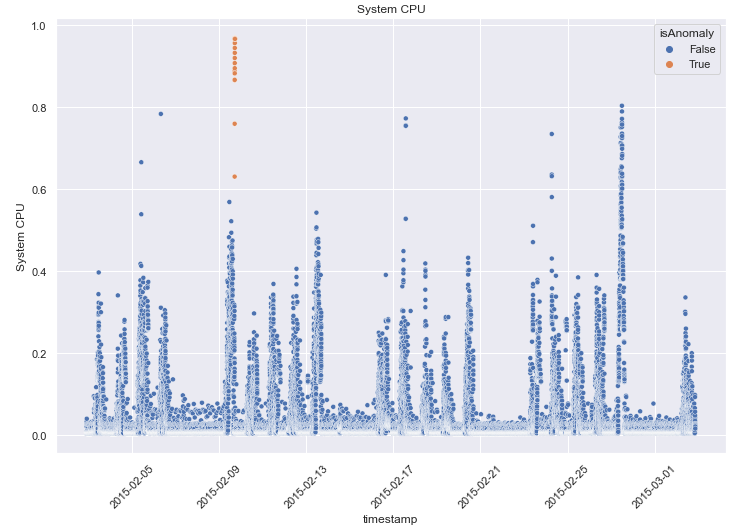 System CPU
isAnomaly
False
True
1.0
0.8
0.6
0.4
0.2
0.0
System CPU
2015-02-05
2015-02-09
2015-02-13
2015-02-17
2015-02-21
2015-02-25
2015-03-01
timestamp